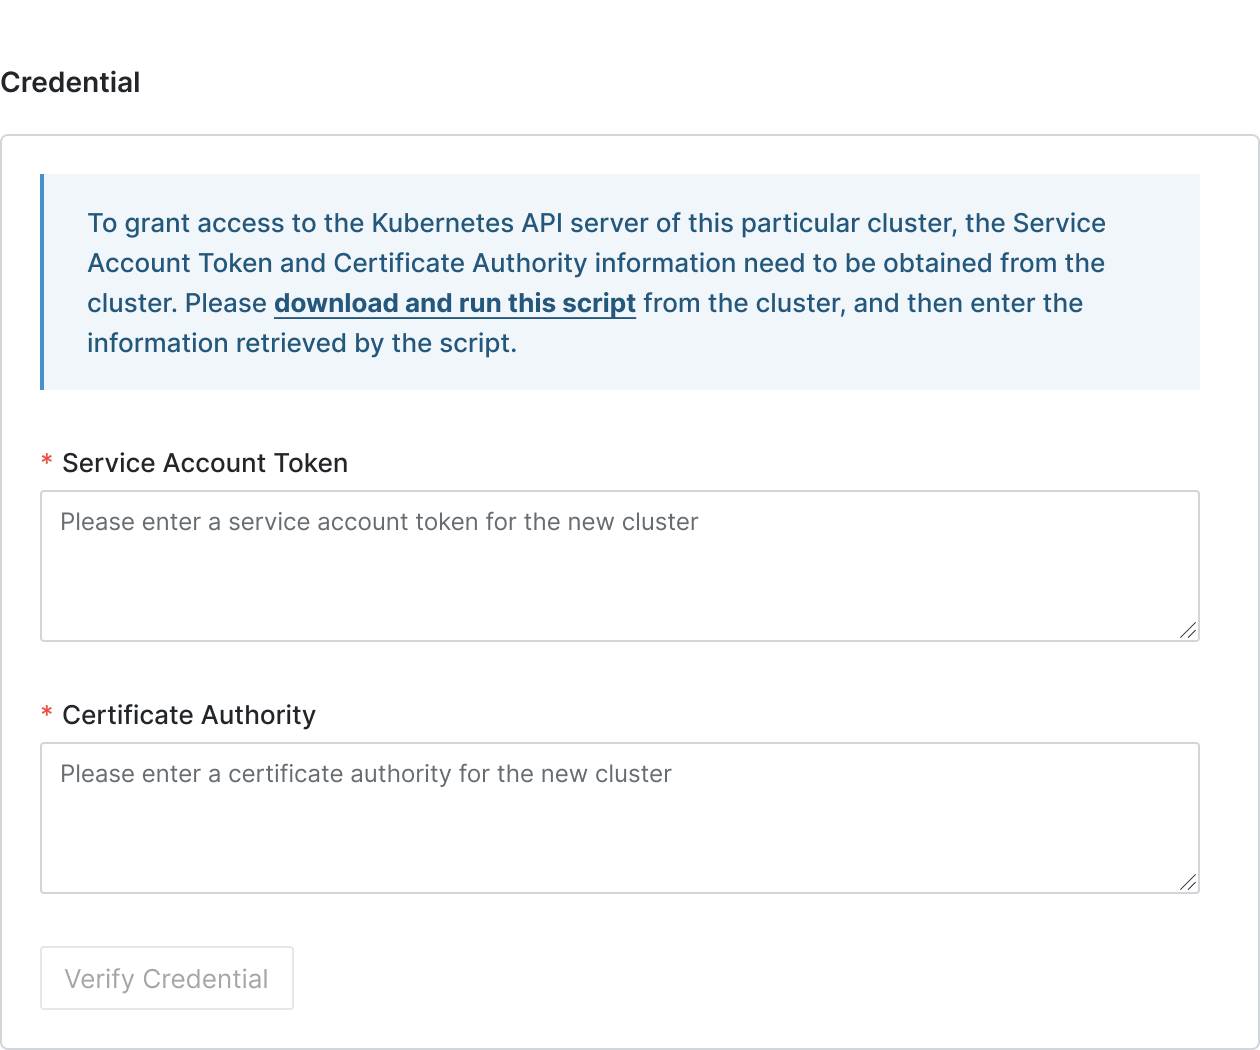 Credential
To grant access to the Kubernetes API server of this particular cluster, the Service
Account Token and Certificate Authority information need to be obtained from the
cluster. Please download and run this script from the cluster, and then enter the
information retrieved by the script.
* Service Account Token
Please enter a service account token for the new cluster
* Certificate Authority
Please enter a certificate authority for the new cluster
Verify Credential